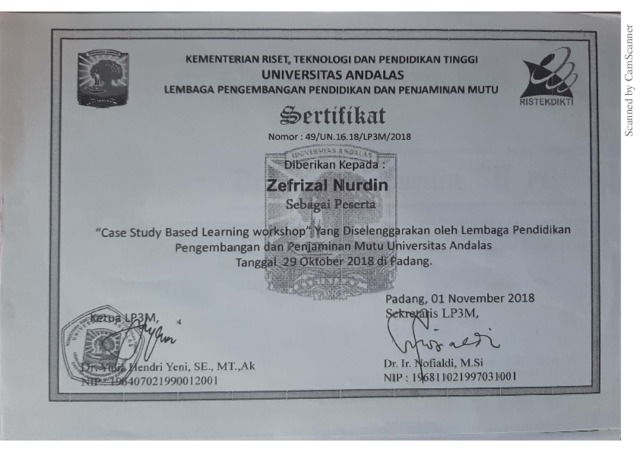 KEMENTERIAN RISET, TEKNOLOGI DAN PENDIDIKAN TINGGI
UNIVERSITAS ANDALAS
LEMBAGA PENGEMBANGAN PENDIDIKAN DAN PENJAMINAN MUTU
RISTEKDIKTI
Sertifikat
Nomor : 49/UN.16.18/LP3M/2018
UNIVERSITAS ANDALAS
Diberikan Kepada :
Zefrizal Nurdin
Sebagai Peserta
"Case Study Based Learning workshop" Yang Diselenggarakan oleh Lembaga Pendidikan
Pengembangan dan Penjaminan Mutu Universitas Andalas
Tanggal 29 Oktober 2018 di Padang.
Padang, 01 November 2018
Ketua LP3M,
Sekretaris LP3M,
Dr. Hendri Yeni, SE., MT.,Ak
NIP : 196407021990012001
Dr. Ir. Nofialdi, M.Si
NIP : 196811021997031001
Scanned by CamScanner